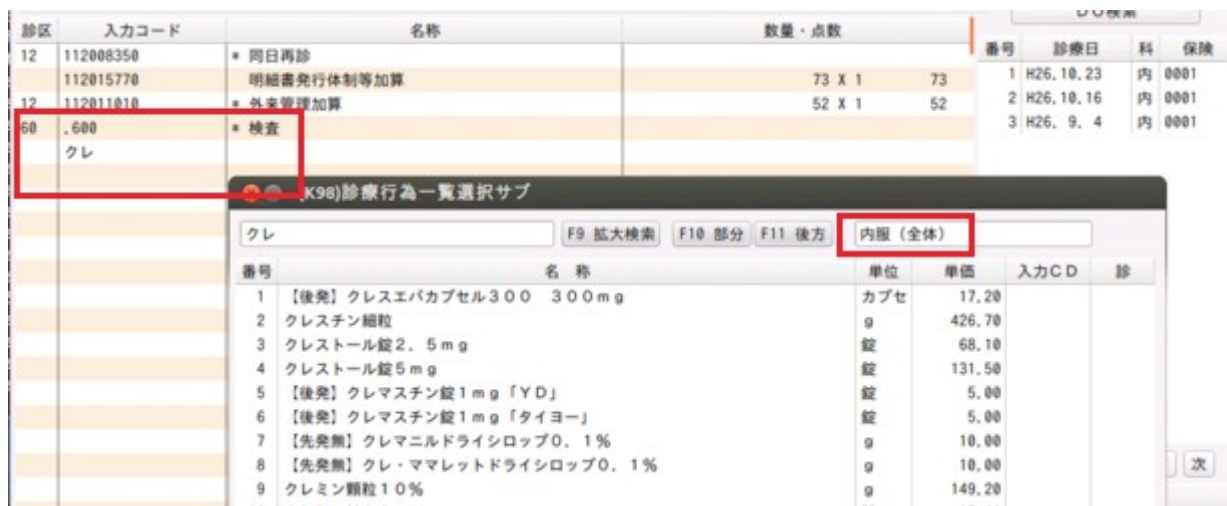 DO検索
診区 入力コード 名称 数量・点数
番号 診療日 科 保険
12 112008350 * 同日再診
1 H26.10.23 内 0001
112015770 明細書発行体制等加算 73 X 1 73
2 H26.10.16 内 0001
12 112011010 * 外来管理加算 52 X 1 52
3 H26. 9. 4 内 0001
60 .600 * 検査
クレ
(K98)診療行為一覧選択サブ
クレ F9 拡大検索 F10 部分 F11 後方 内服（全体）
番号 名 称 単位 単価 入力CD 診
1 【後発】クレスエバカプセル300 300mg カプセ 17.20
2 クレスチン細粒 g 426.70
3 クレストール錠2．5mg 錠 68.10
4 クレストール錠5mg 錠 131.50
5 【後発】クレマスチン錠1mg「YD」 錠 5.00
6 【後発】クレマスチン錠1mg「タイヨー」 錠 5.00
7 【先発無】クレマニルドライシロップ0．1％ g 10.00
8 【先発無】クレ・ママレットドライシロップ0．1％ g 10.00
次
9 クレミン顆粒10％ g 149.20